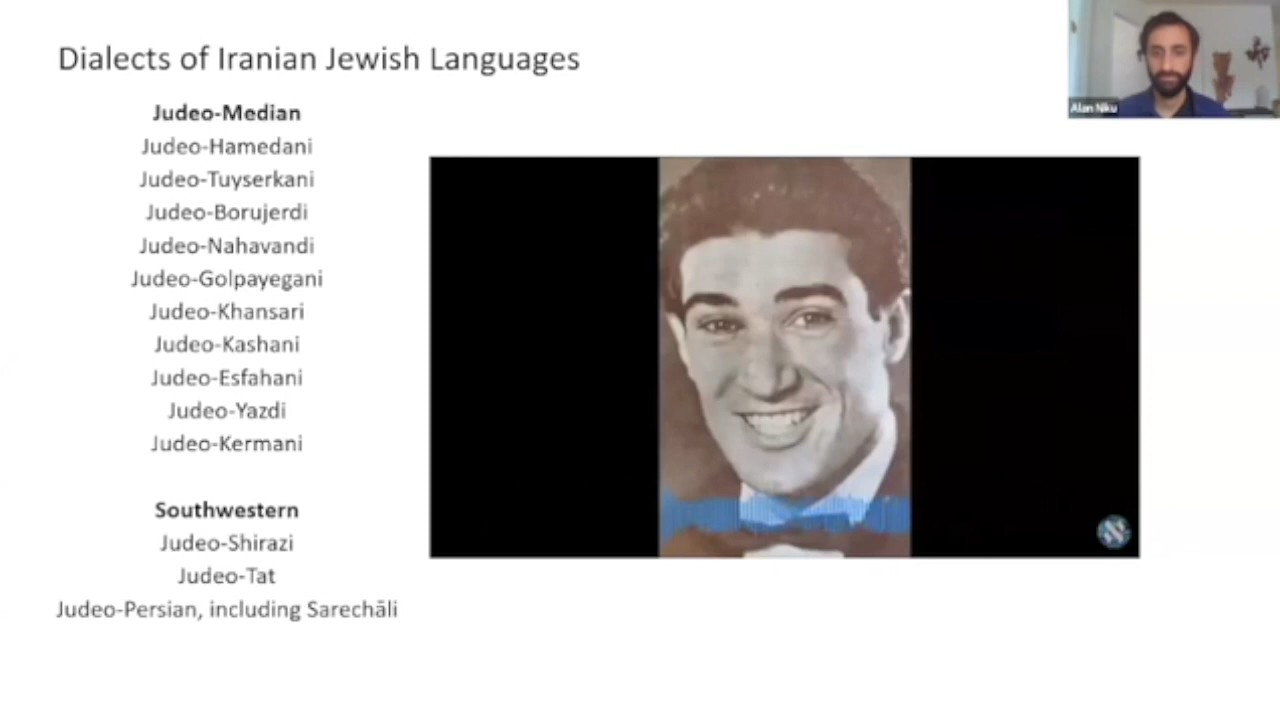 Dialects of Iranian Jewish Languages
Judeo-Median
Judeo-Hamedani
Judeo-Tuyserkani
Judeo-Borujerdi
Judeo-Nahavandi
Judeo-Golpayegani
Judeo-Khansari
Judeo-Kashani
Judeo-Esfahani
Judeo-Yazdi
Judeo-Kermani
Southwestern
Judeo-Shirazi
Judeo-Tat
Judeo-Persian, including Sarechāli
Alan Niku